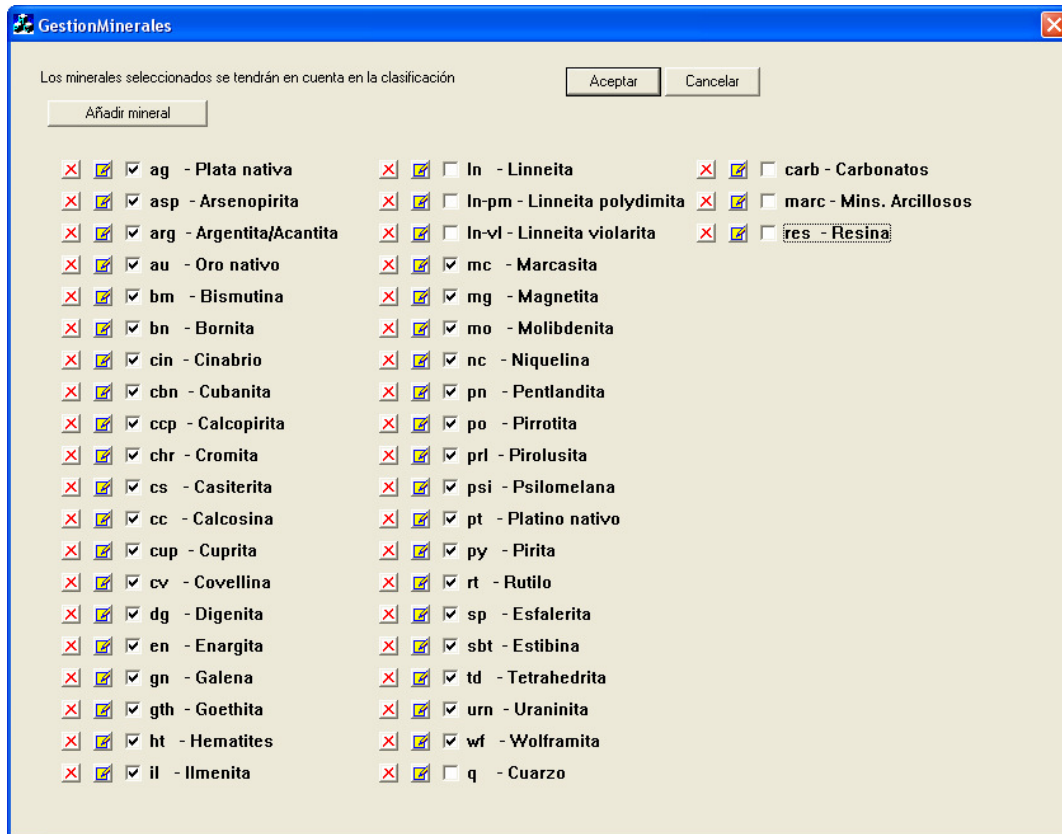 GestionMinerales
Los minerales seleccionados se tendrán en cuenta en la clasificación
Aceptar
Cancelar
Añadir mineral
ag - Plata nativa
asp - Arsenopirita
arg - Argentita/Acantita
au - Oro nativo
bm - Bismutina
bn - Bornita
cin - Cinabrio
cbn - Cubanita
ccp - Calcopirita
chr - Cromita
cs - Casiterita
cc - Calcosina
cup - Cuprita
cv - Covellina
dg - Digenita
en - Enargita
gn - Galena
gth - Goethita
ht - Hematites
il - Ilmenita
ln - Linneita
ln-pm - Linneita polydimita
ln-vl - Linneita violarita
mc - Marcasita
mg - Magnetita
mo - Molibdenita
nc - Niquelina
pn - Pentlandita
po - Pirrotita
prl - Pirolusita
psi - Psilomelana
pt - Platino nativo
py - Pirita
rt - Rutilo
sp - Esfalerita
sbt - Estibina
td - Tetrahedrita
urn - Uraninita
wf - Wolframita
q - Cuarzo
carb - Carbonatos
marc - Mins. Arcillosos
res - Resina